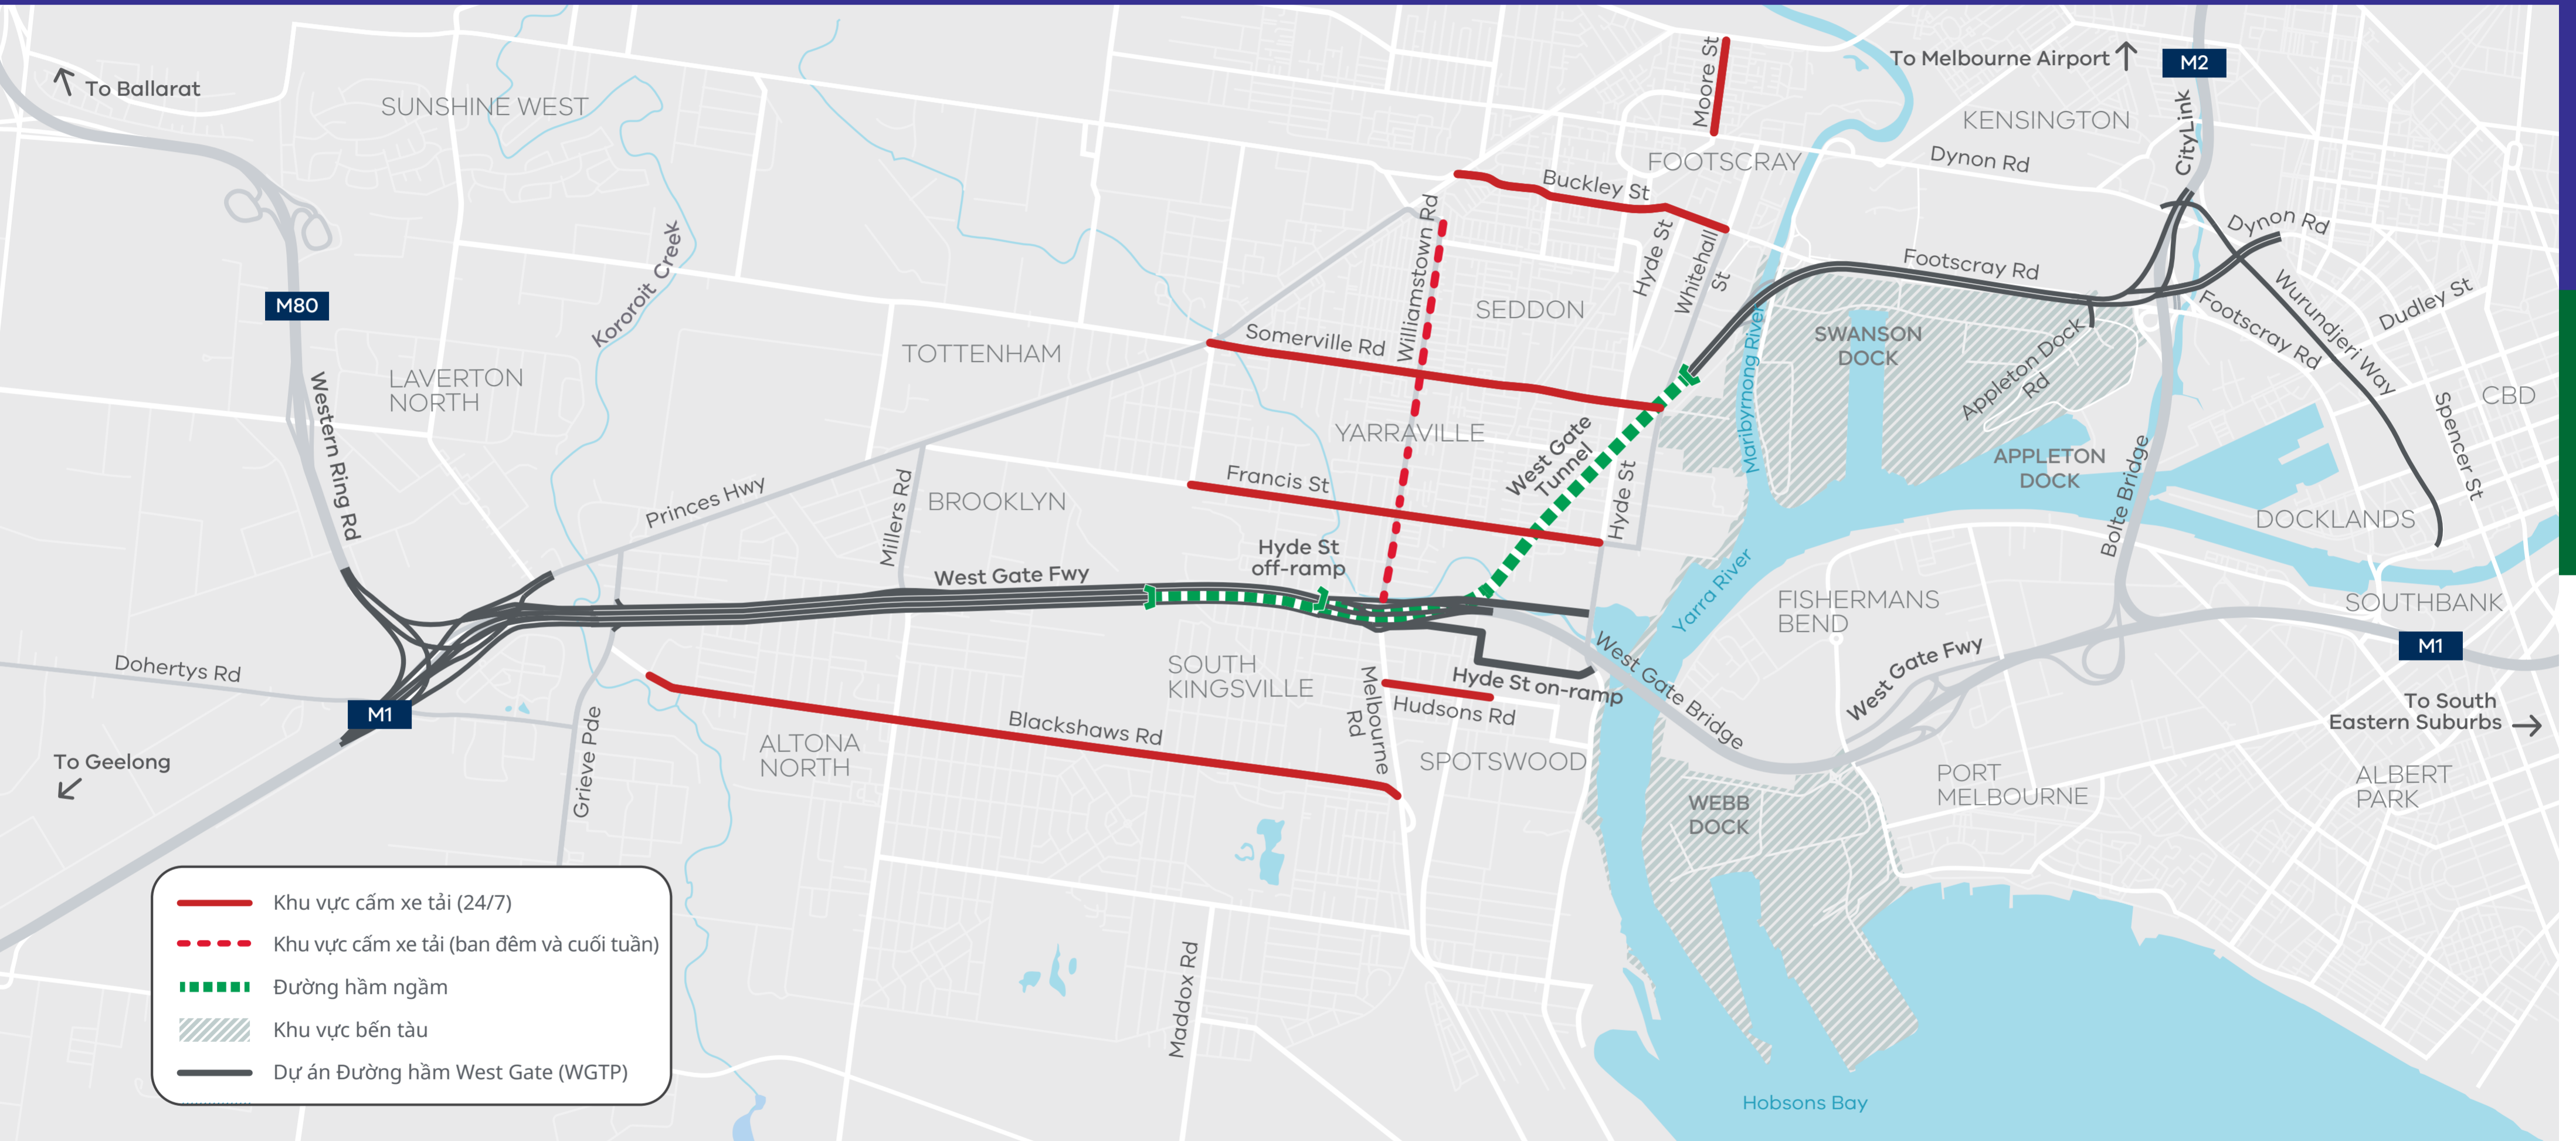 To Ballarat
SUNSHINE WEST
M80
Western Ring Rd
Kororoit Creek
LAVERTON
NORTH
TOTTENHAM
Princes Hwy
Millers Rd
BROOKLYN
West Gate Fwy
Dohertys Rd
M1
To Geelong
Grieve Pde
ALTONA
NORTH
Blackshaws Rd
Maddox Rd
Moore St
FOOTSCRAY
Buckley St
Williamstown Rd
Hyde St
Whitehall
St
SEDDON
Somerville Rd
YARRAVILLE
West Gate
Tunnel
Francis St
Hyde St
Hyde St
off-ramp
SOUTH
KINGSVILLE
Melbourne
Rd
Hyde St on-ramp
Hudsons Rd
SPOTSWOOD
To Melbourne Airport
M2
CityLink
KENSINGTON
Dynon Rd
Dynon Rd
Footscray Rd
Footscray Rd
Wurundjeri Way
Dudley St
Spencer St
CBD
SWANSON
DOCK
Appleton Dock
Rd
APPLETON
DOCK
Maribyrnong River
Bolte Bridge
DOCKLANDS
Yarra River
FISHERMANS
BEND
SOUTHBANK
West Gate Bridge
West Gate Fwy
M1
To South
Eastern Suburbs
WEBB
DOCK
PORT
MELBOURNE
ALBERT
PARK
Hobsons Bay
Khu vực cấm xe tải (24/7)
Khu vực cấm xe tải (ban đêm và cuối tuần)
Đường hầm ngầm
Khu vực bến tàu
Dự án Đường hầm West Gate (WGTP)